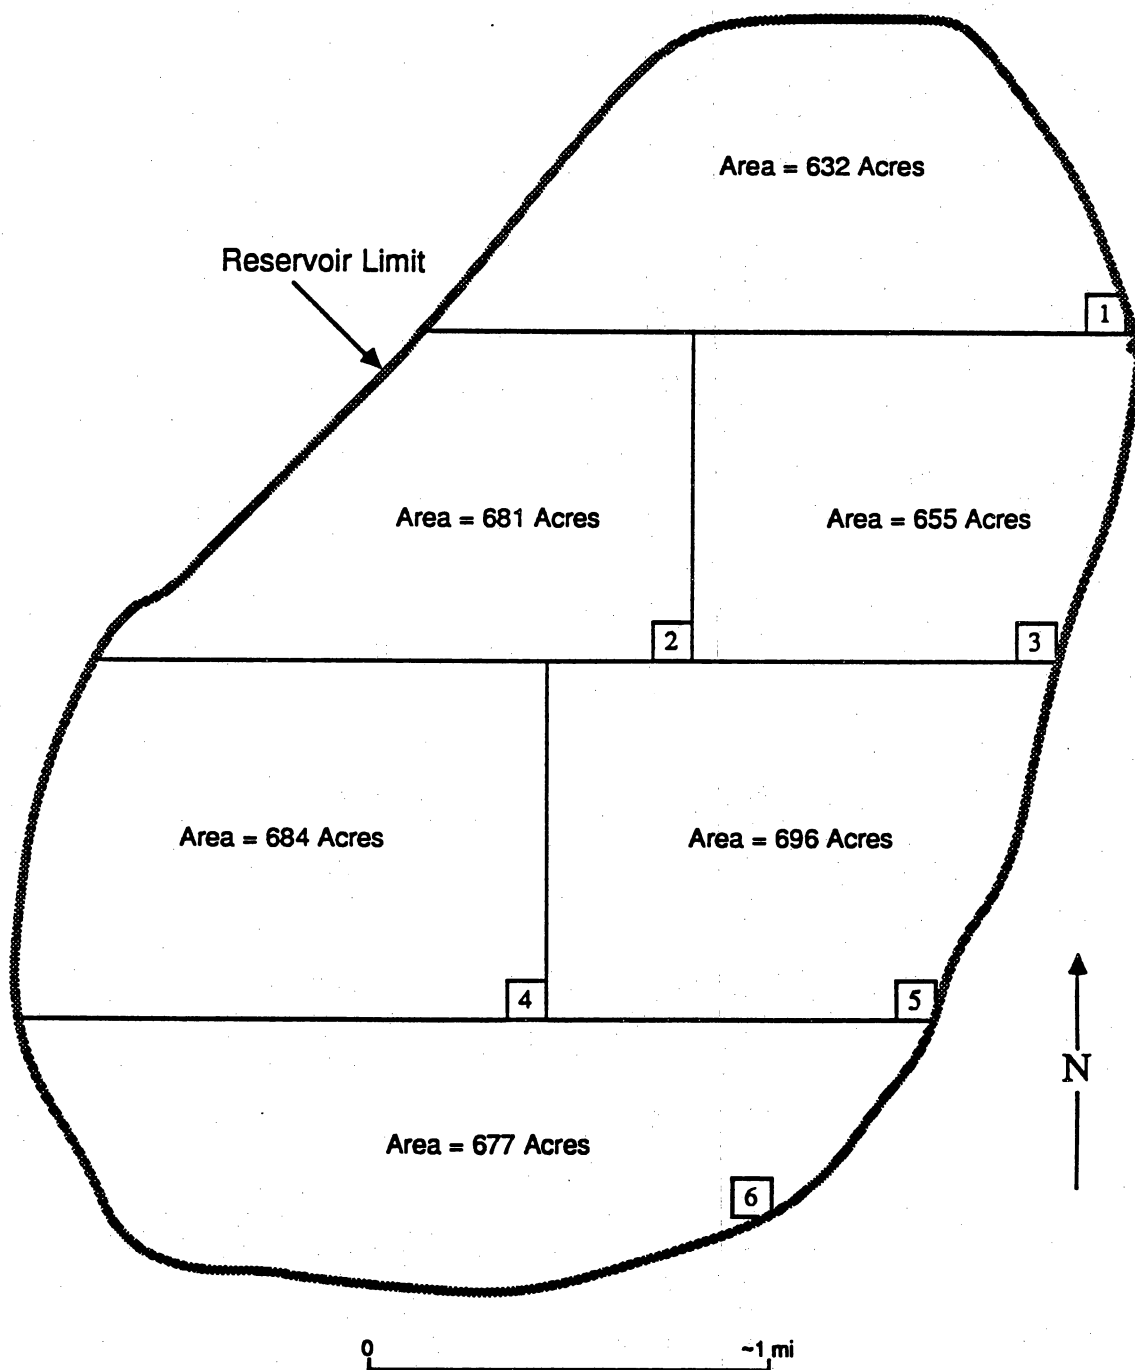 Area = 632 Acres
Reservoir Limit
1
Area = 681 Acres
Area = 655 Acres
2
3
Area = 684 Acres
Area = 696 Acres
4
5
N
Area = 677 Acres
6
0
~1 mi